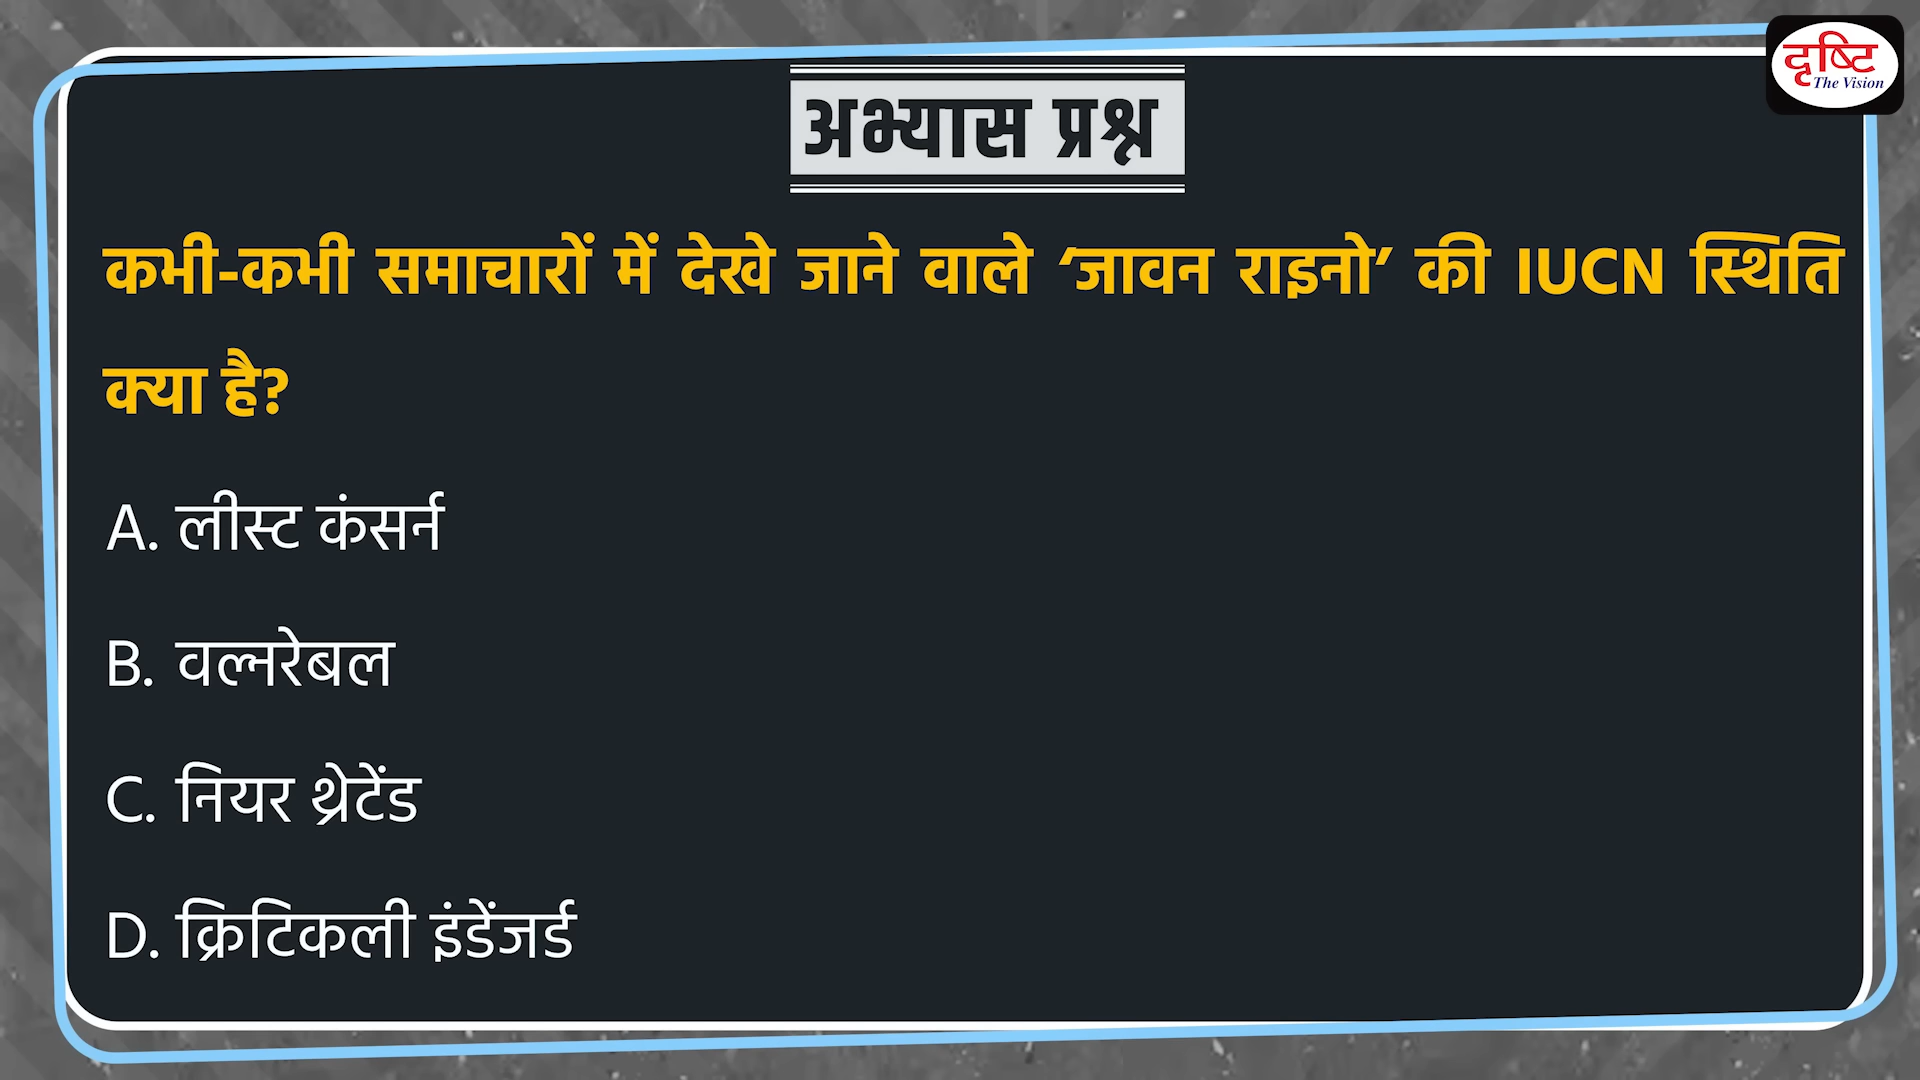 दृष्टि
The Vision
अभ्यास प्रश्न
कभी-कभी समाचारों में देखे जाने वाले ‘जावन राइनो’ की IUCN स्थिति
क्या है?
A. लीस्ट कंसर्न
B. वल्नरेबल
C. नियर थ्रेटेंड
D. क्रिटिकली इंडेंजर्ड